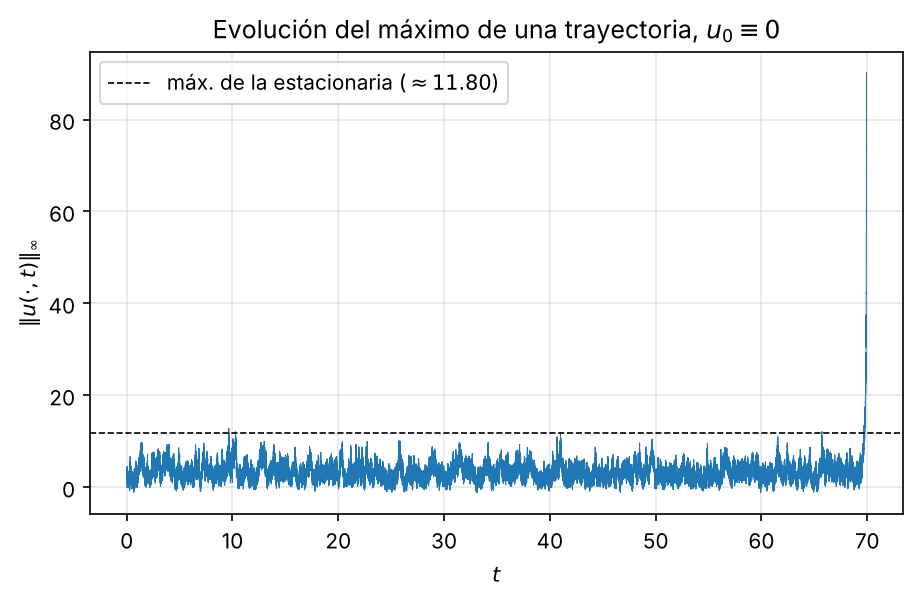 Evolución del máximo de una trayectoria, u₀ ≡ 0
máx. de la estacionaria (≈11.80)
‖u(·, t)‖∞
80
60
40
20
0
0 10 20 30 40 50 60 70
t